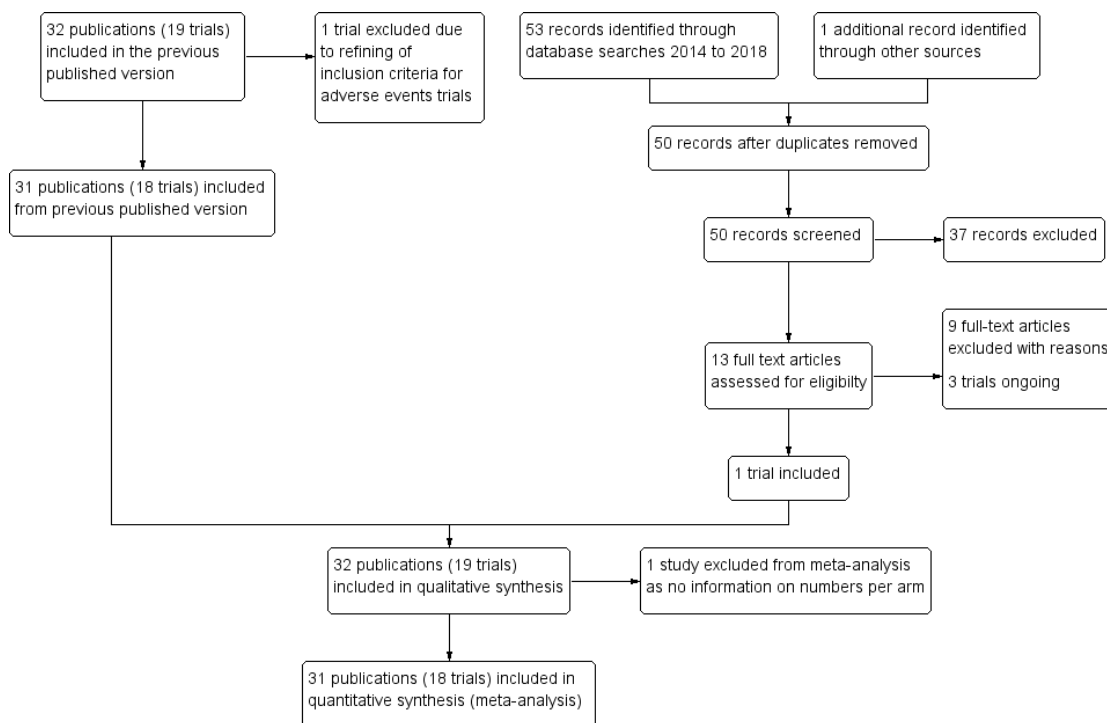 32 publications (19 trials)
included in the previous
published version
1 trial excluded due
to refining of
inclusion criteria for
adverse events trials
53 records identified through
database searches 2014 to 2018
1 additional record identified
through other sources
50 records after duplicates removed
31 publications (18 trials) included
from previous published version
50 records screened
37 records excluded
13 full text articles
assessed for eligibilty
9 full-text articles
excluded with reasons
3 trials ongoing
1 trial included
32 publications (19 trials)
included in qualitative synthesis
1 study excluded from meta-analysis
as no information on numbers per arm
31 publications (18 trials) included in
quantitative synthesis (meta-analysis)